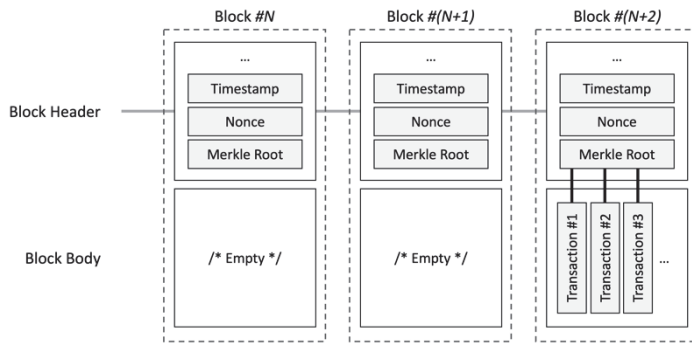 Block #N
Block #(N+1)
Block #(N+2)
Block Header
...
Timestamp
Nonce
Merkle Root
...
Timestamp
Nonce
Merkle Root
...
Timestamp
Nonce
Merkle Root
Block Body
/* Empty */
/* Empty */
Transaction #1
Transaction #2
Transaction #3
...